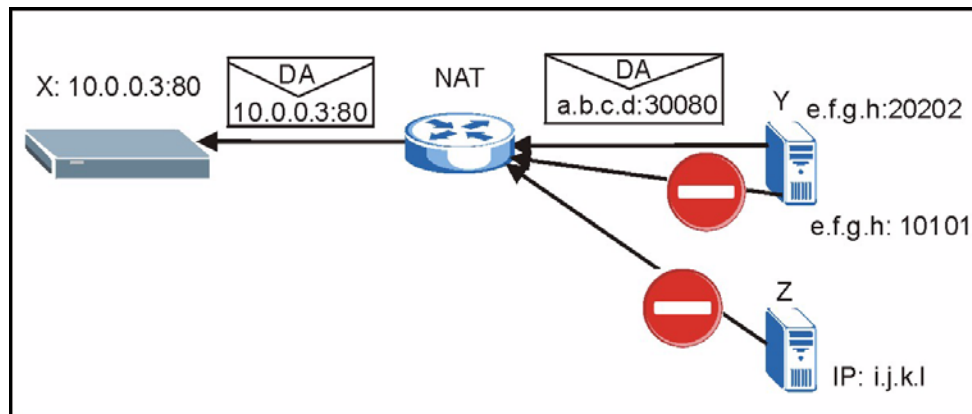 X: 10.0.0.3:80
DA
10.0.0.3:80
NAT
DA
a.b.c.d:30080
Y
e.f.g.h:20202
e.f.g.h: 10101
Z
IP: i.j.k.l